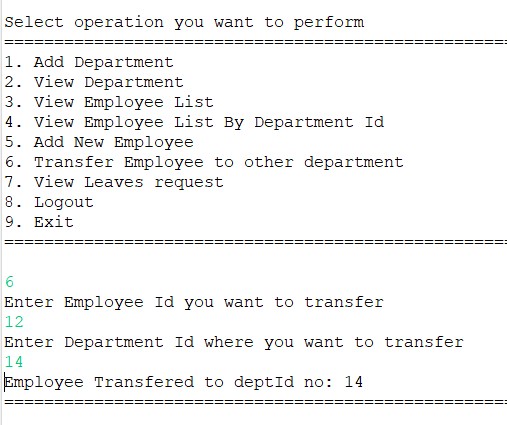 Select operation you want to perform
===================================================
1. Add Department
2. View Department
3. View Employee List
4. View Employee List By Department Id
5. Add New Employee
6. Transfer Employee to other department
7. View Leaves request
8. Logout
9. Exit
===================================================
6
Enter Employee Id you want to transfer
12
Enter Department Id where you want to transfer
14
Employee Transfered to deptId no: 14
===================================================